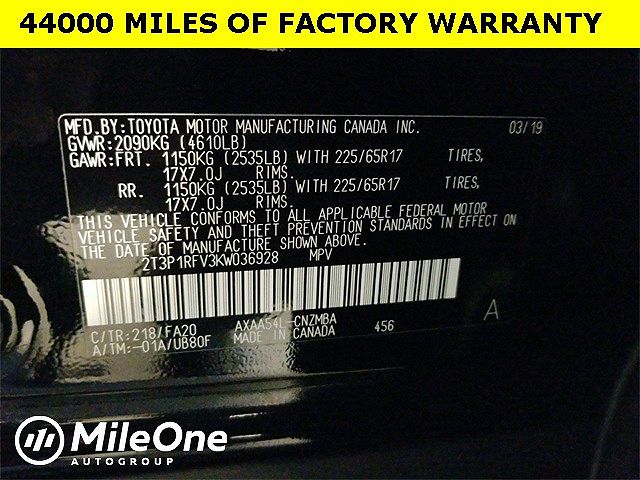 44000 MILES OF FACTORY WARRANTY
MFD.BY:TOYOTA MOTOR MANUFACTURING CANADA INC. 03/19
GVWR:2090KG (4610LB)
GAWR:FRT. 1150KG (2535LB) WITH 225/65R17 TIRES,
17X7.0J RIMS.
RR. 1150KG (2535LB) WITH 225/65R17 TIRES,
17X7.0J RIMS.
THIS VEHICLE CONFORMS TO ALL APPLICABLE FEDERAL MOTOR
VEHICLE SAFETY AND THEFT PREVENTION STANDARDS IN EFFECT ON
THE DATE OF MANUFACTURE SHOWN ABOVE.
2T3P1RFV3KW036928 MPV
A
C/TR:218/FA20 AXAA54L-CNZMBA 456
A/TM:-01A/UB80F MADE IN CANADA
MileOne
AUTOGROUP